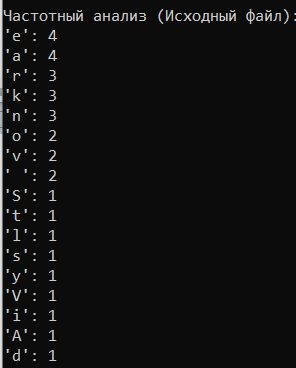 Частотный анализ (Исходный файл):
'e': 4
'a': 4
'r': 3
'k': 3
'n': 3
'o': 2
'v': 2
' ': 2
'S': 1
't': 1
'l': 1
's': 1
'y': 1
'V': 1
'i': 1
'A': 1
'd': 1